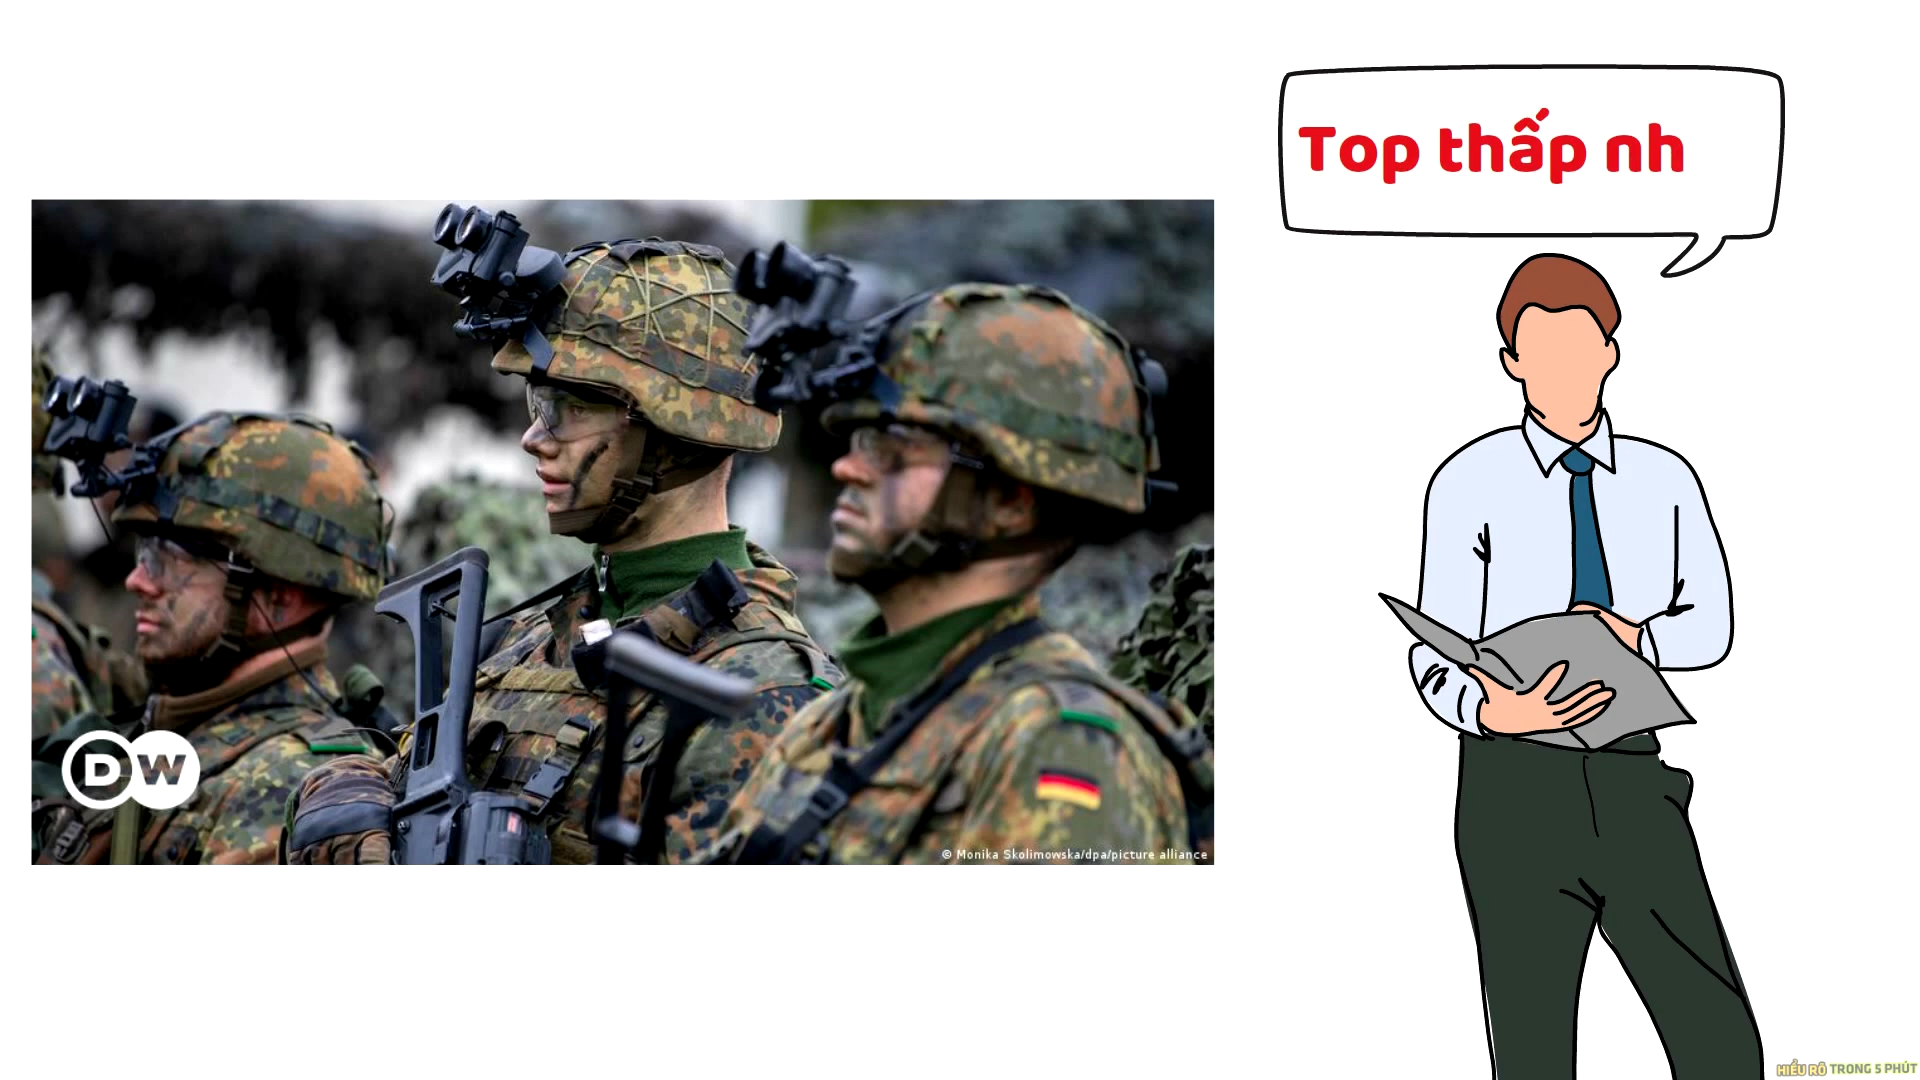 Top thấp nh
DW
© Monika Skolimowska/dpa/picture alliance
HIỂU RÕ TRONG 5 PHÚT